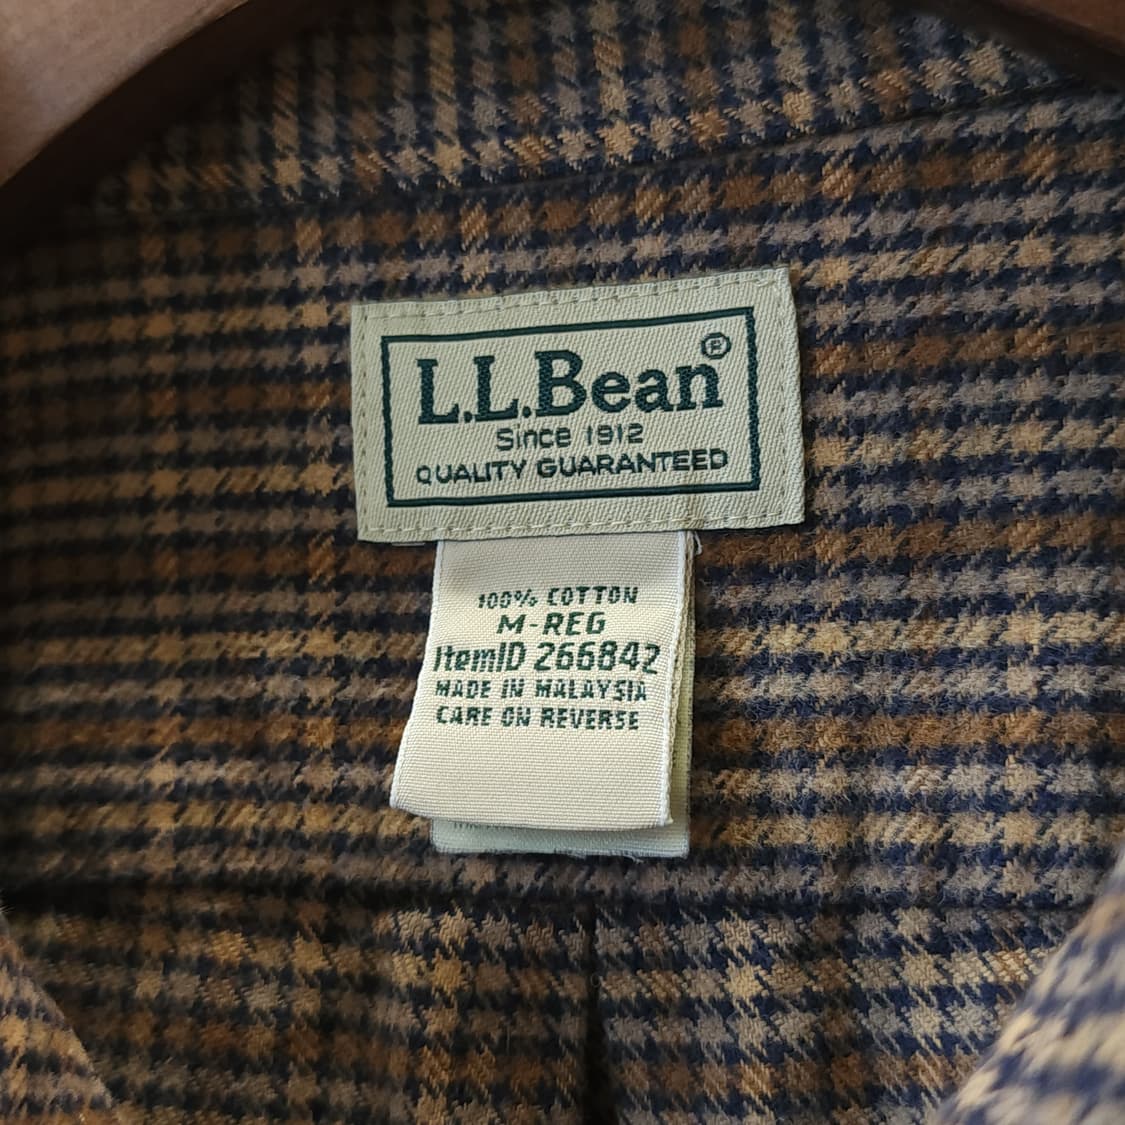 L.L.Bean®
Since 1912
QUALITY GUARANTEED
100% COTTON
M-REG
ItemID 266842
MADE IN MALAYSIA
CARE ON REVERSE